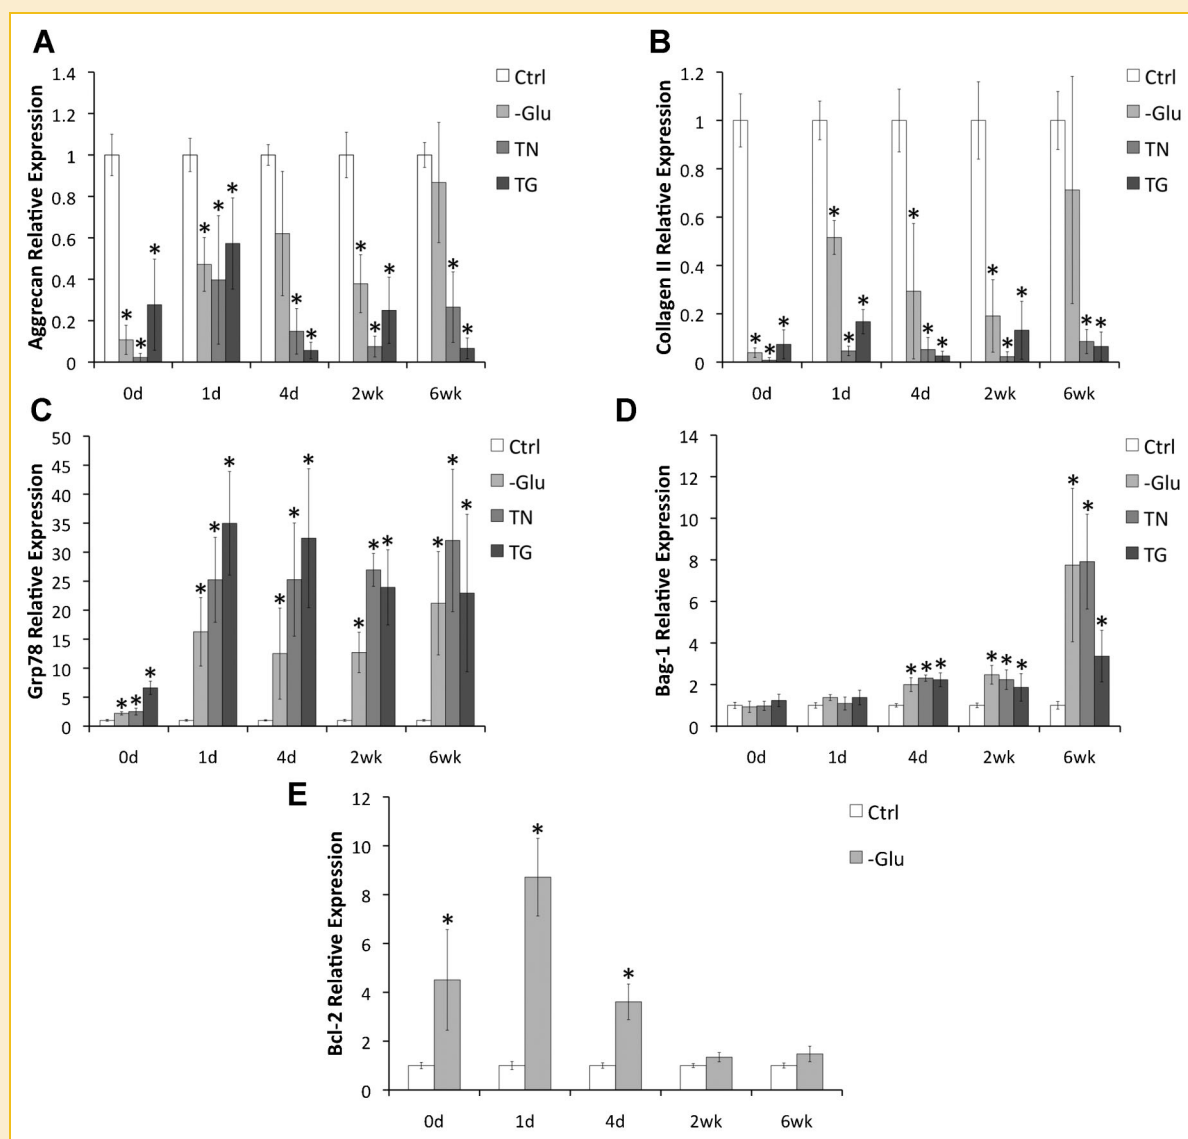 A
Aggrecan Relative Expression
1.4
1.2
1
0.8
0.6
0.4
0.2
0
* * *
* * *
* *
* * *
* *
0d 1d 4d 2wk 6wk
Ctrl
-Glu
TN
TG
B
Collagen II Relative Expression
1.2
1
0.8
0.6
0.4
0.2
0
* * *
* * *
* * *
* * *
* *
0d 1d 4d 2wk 6wk
Ctrl
-Glu
TN
TG
C
Grp78 Relative Expression
50
45
40
35
30
25
20
15
10
5
0
* * *
* * *
* * *
* * *
* * *
0d 1d 4d 2wk 6wk
Ctrl
-Glu
TN
TG
D
Bag-1 Relative Expression
14
12
10
8
6
4
2
0
* * *
* * *
* * *
0d 1d 4d 2wk 6wk
Ctrl
-Glu
TN
TG
E
Bcl-2 Relative Expression
12
10
8
6
4
2
0
* * *
0d 1d 4d 2wk 6wk
Ctrl
-Glu